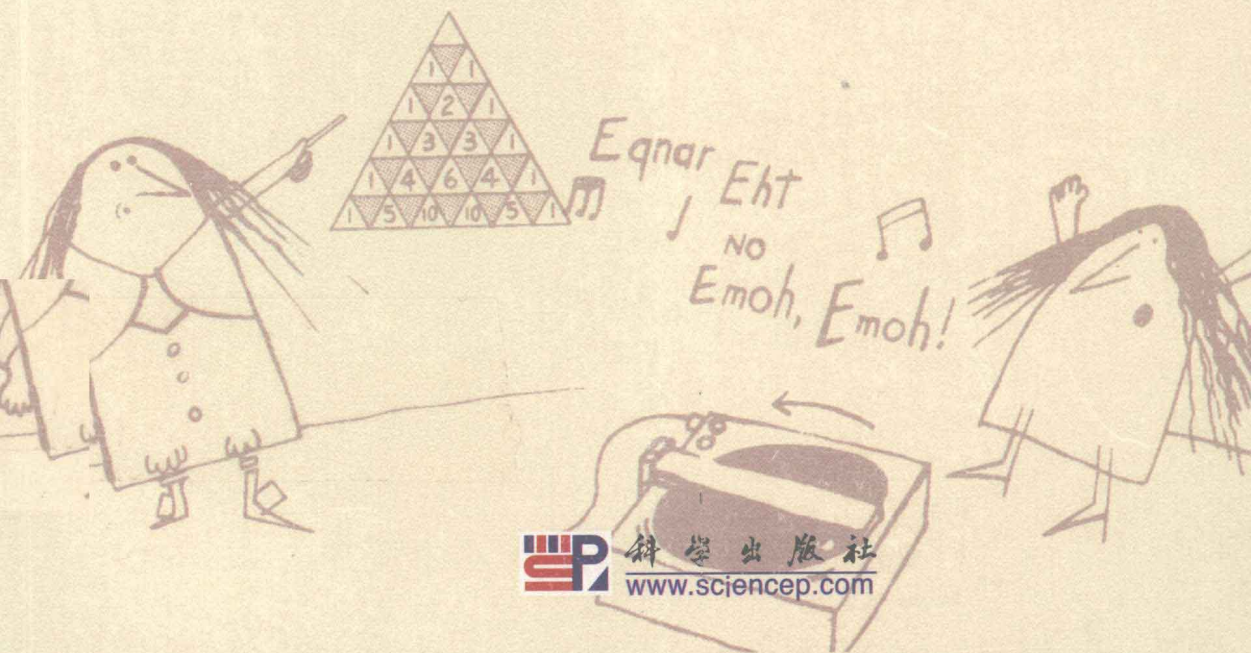 1 1
1 2 1
1 3 3 1
1 4 6 4 1
1 5 10 10 5 1
Eqnar
Eht
NO
Emoh, Emoh!
科学出版社
www.sciencep.com